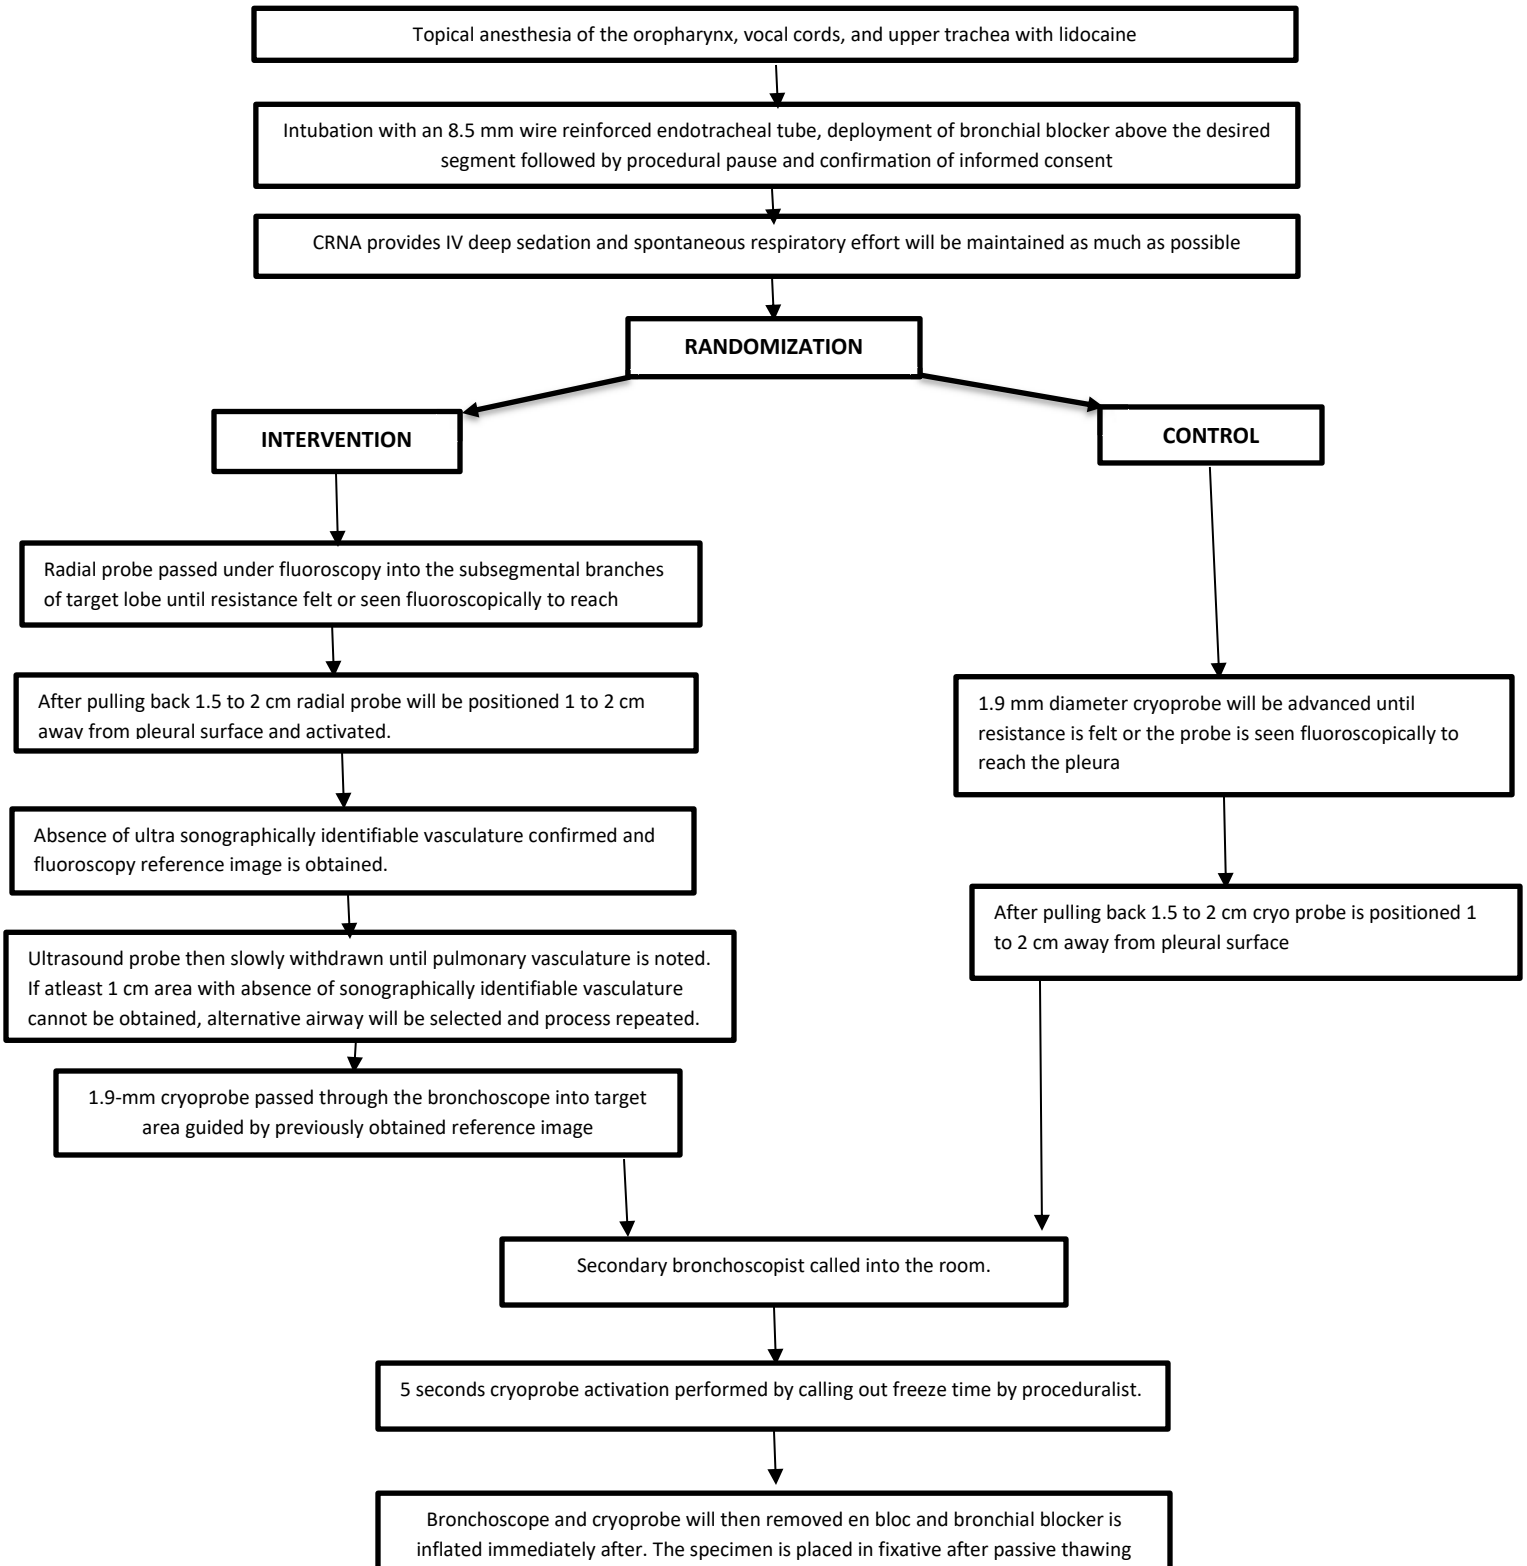 Topical anesthesia of the oropharynx, vocal cords, and upper trachea with lidocaine
Intubation with an 8.5 mm wire reinforced endotracheal tube, deployment of bronchial blocker above the desired
segment followed by procedural pause and confirmation of informed consent
CRNA provides IV deep sedation and spontaneous respiratory effort will be maintained as much as possible
RANDOMIZATION
INTERVENTION
CONTROL
Radial probe passed under fluoroscopy into the subsegmental branches
of target lobe until resistance felt or seen fluoroscopically to reach
After pulling back 1.5 to 2 cm radial probe will be positioned 1 to 2 cm
away from pleural surface and activated.
Absence of ultra sonographically identifiable vasculature confirmed and
fluoroscopy reference image is obtained.
Ultrasound probe then slowly withdrawn until pulmonary vasculature is noted.
If atleast 1 cm area with absence of sonographically identifiable vasculature
cannot be obtained, alternative airway will be selected and process repeated.
1.9-mm cryoprobe passed through the bronchoscope into target
area guided by previously obtained reference image
1.9 mm diameter cryoprobe will be advanced until
resistance is felt or the probe is seen fluoroscopically to
reach the pleura
After pulling back 1.5 to 2 cm cryo probe is positioned 1
to 2 cm away from pleural surface
Secondary bronchoscopist called into the room.
5 seconds cryoprobe activation performed by calling out freeze time by proceduralist.
Bronchoscope and cryoprobe will then removed en bloc and bronchial blocker is
inflated immediately after. The specimen is placed in fixative after passive thawing